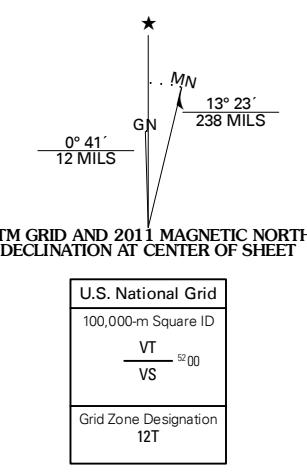 ★
MN
13° 23´
238 MILS
GN
0° 41´
12 MILS
TM GRID AND 2011 MAGNETIC NORTH
DECLINATION AT CENTER OF SHEET
U.S. National Grid
100,000-m Square ID
VT
5200
VS
Grid Zone Designation
12T